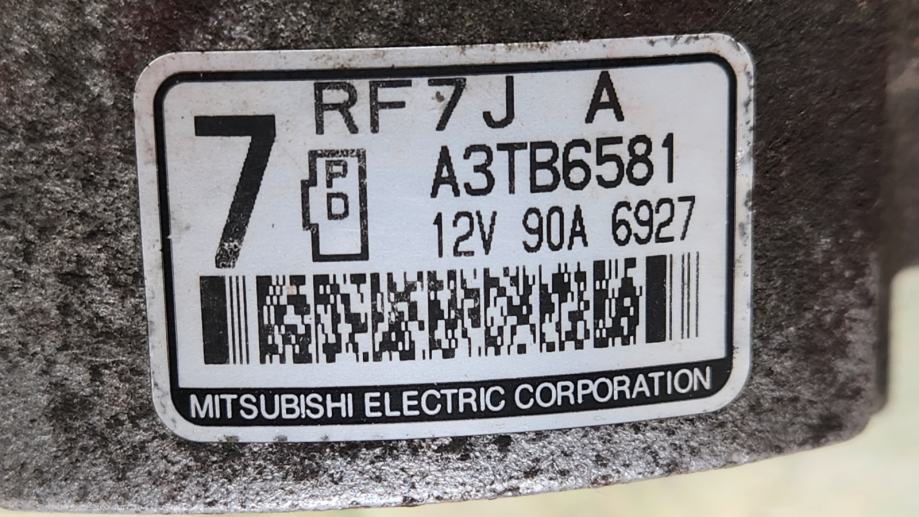 RF7J A
7
P
D
A3TB6581
12V 90A 6927
MITSUBISHI ELECTRIC CORPORATION